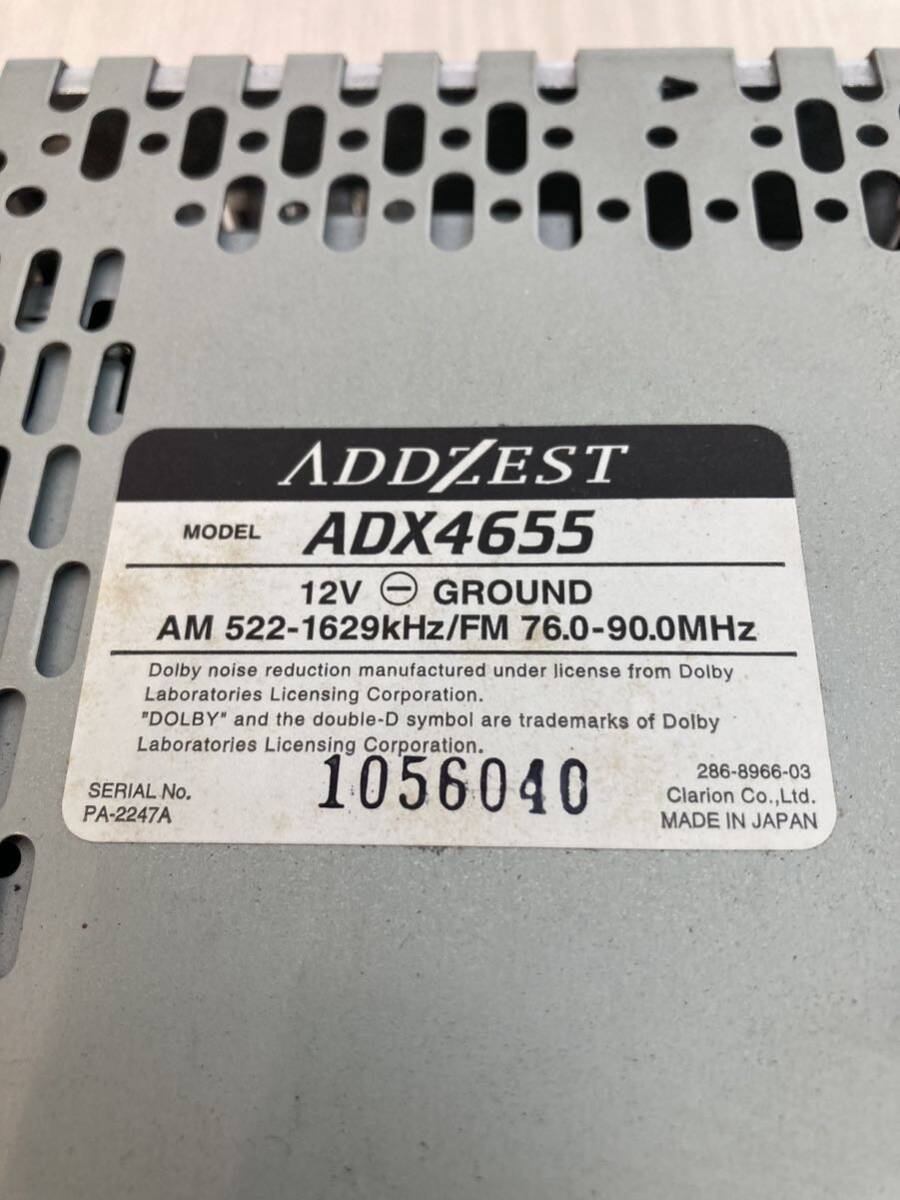 ADDZEST
MODEL ADX4655
12V ⊖ GROUND
AM 522-1629kHz/FM 76.0-90.0MHz
Dolby noise reduction manufactured under license from Dolby
Laboratories Licensing Corporation.
"DOLBY" and the double-D symbol are trademarks of Dolby
Laboratories Licensing Corporation.
SERIAL No.
PA-2247A
1056040
286-8966-03
Clarion Co.,Ltd.
MADE IN JAPAN